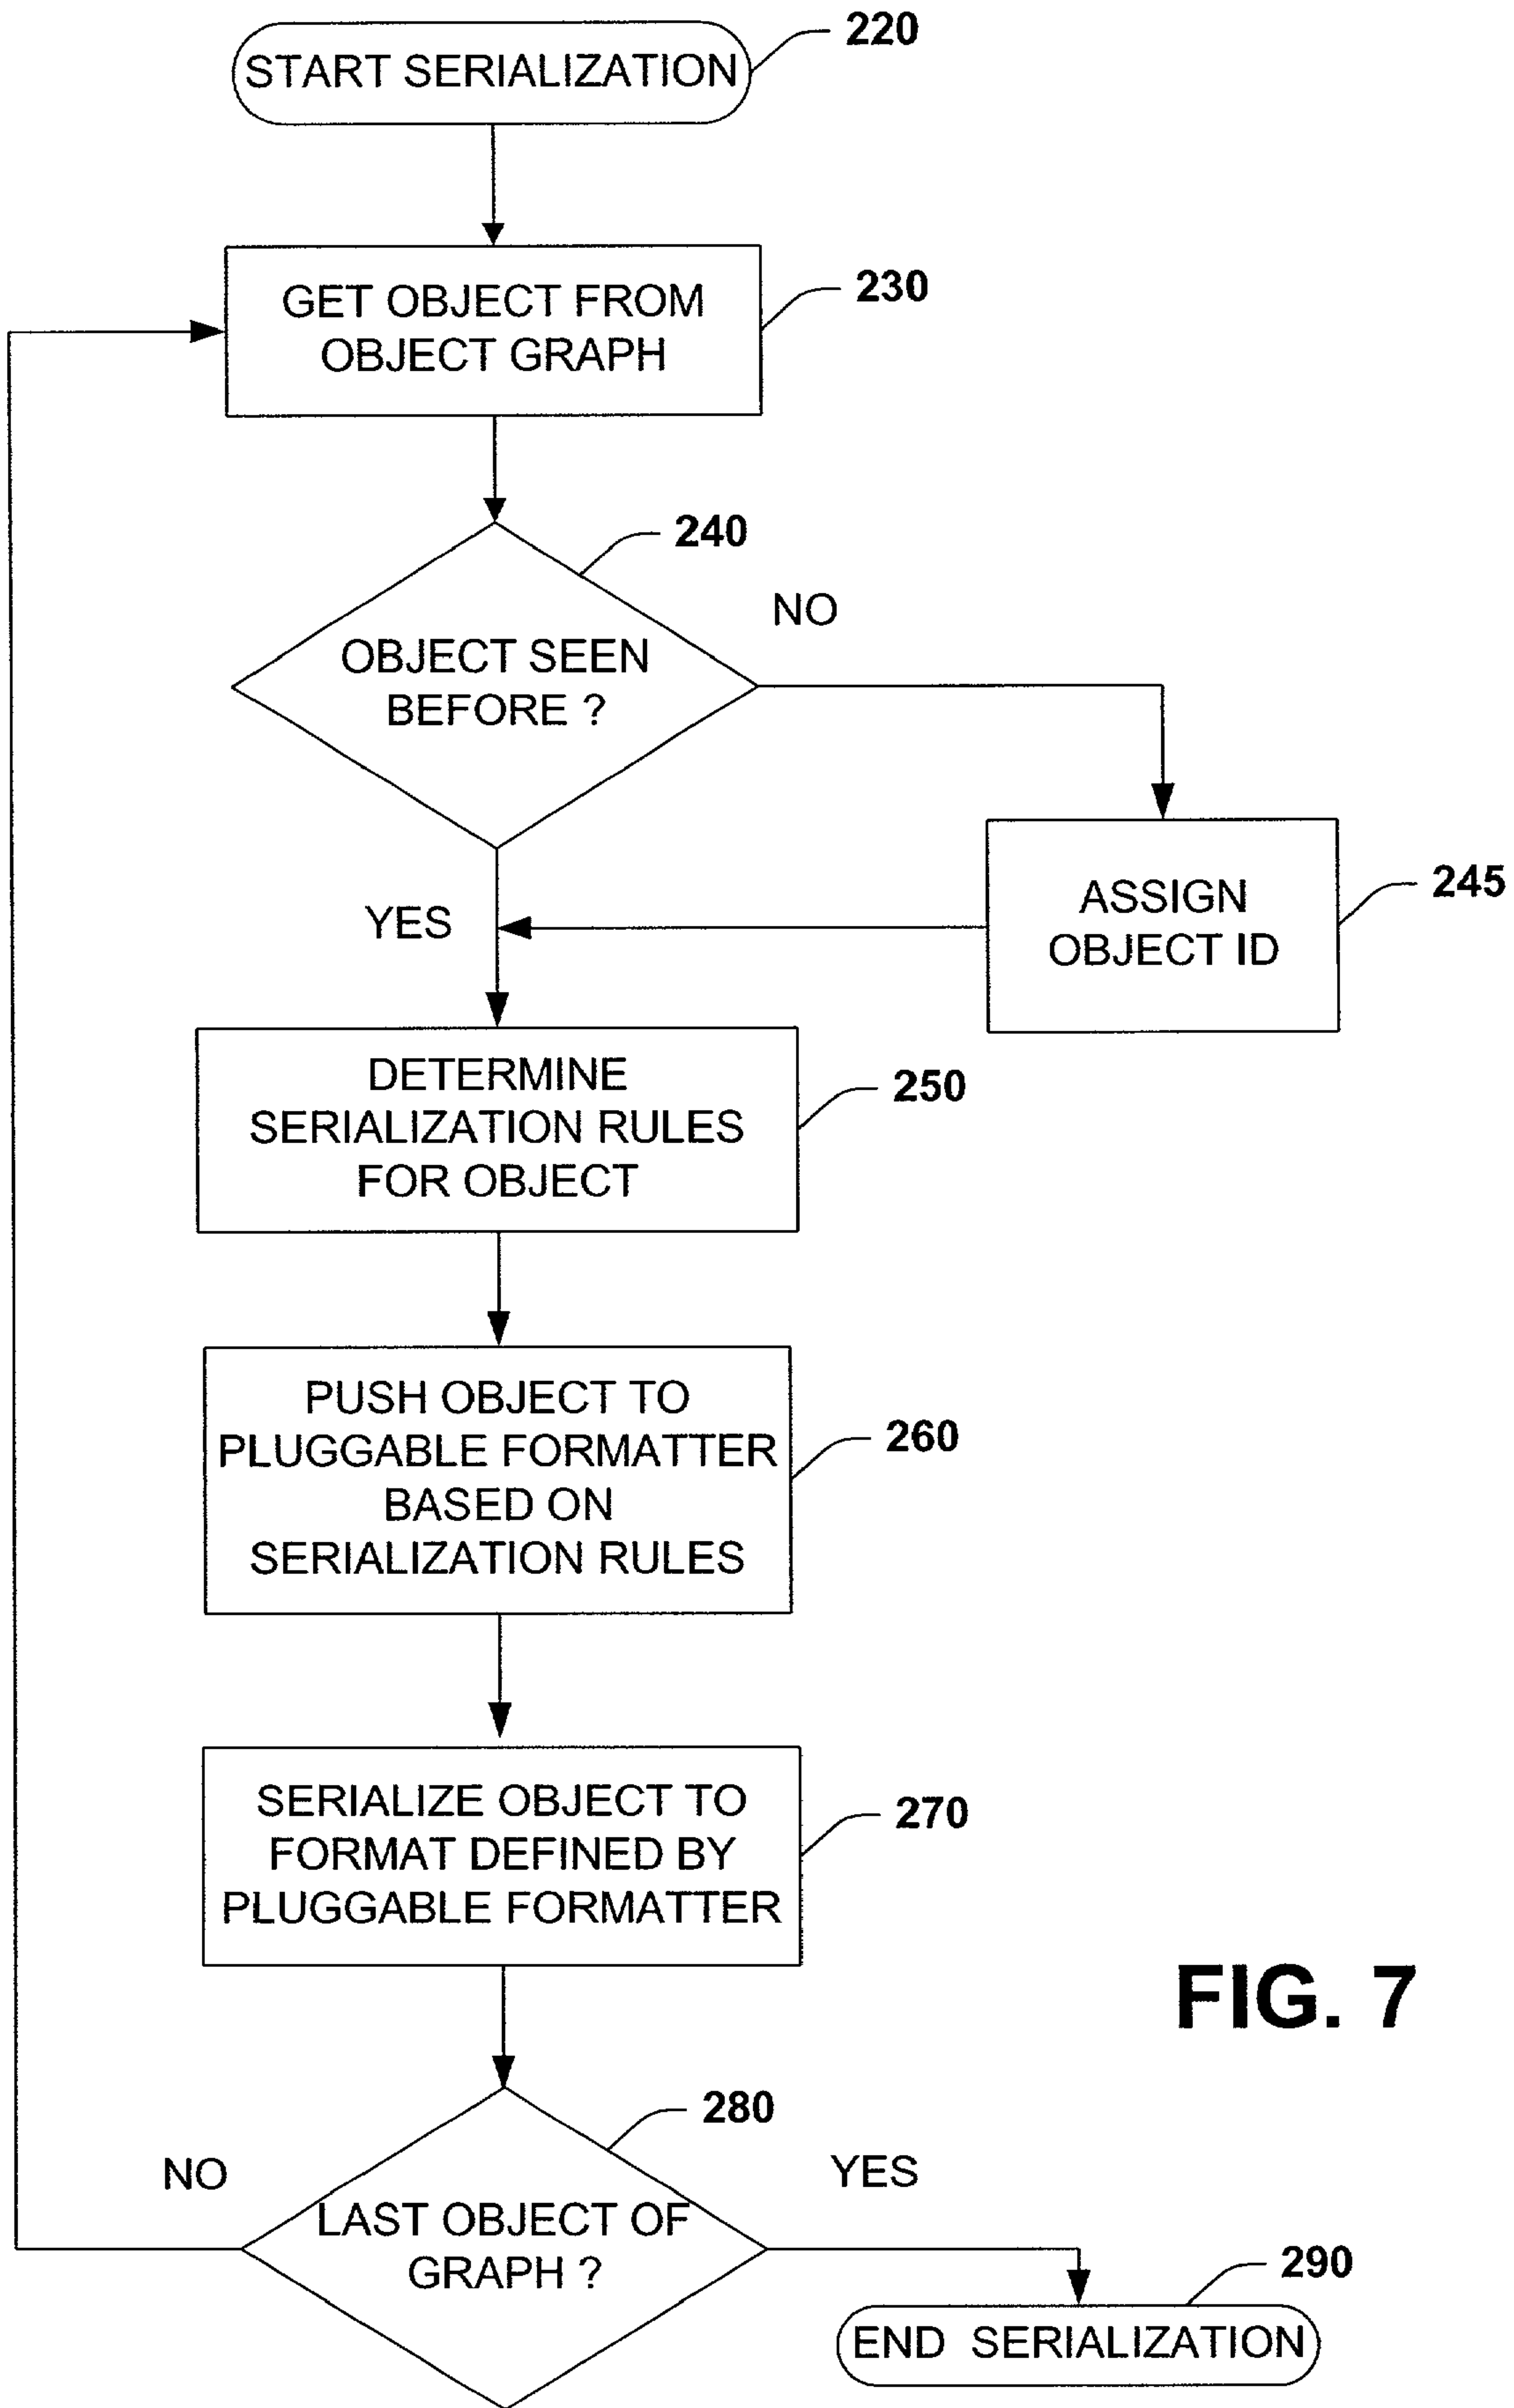 220
START SERIALIZATION
230
GET OBJECT FROM
OBJECT GRAPH
240
NO
OBJECT SEEN
BEFORE ?
245
ASSIGN
OBJECT ID
YES
250
DETERMINE
SERIALIZATION RULES
FOR OBJECT
260
PUSH OBJECT TO
PLUGGABLE FORMATTER
BASED ON
SERIALIZATION RULES
270
SERIALIZE OBJECT TO
FORMAT DEFINED BY
PLUGGABLE FORMATTER
FIG. 7
280
NO
YES
LAST OBJECT OF
GRAPH ?
290
END SERIALIZATION